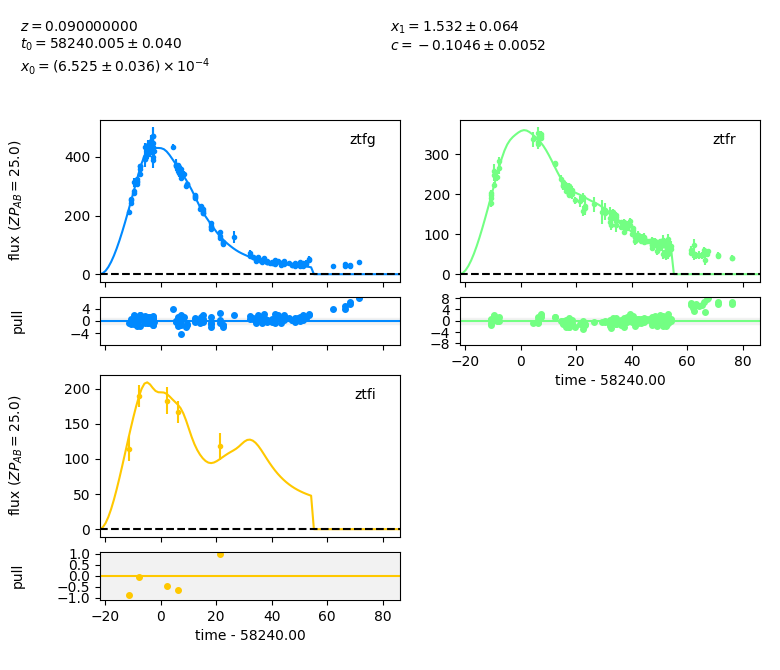 z = 0.090000000
t₀ = 58240.005 ± 0.040
x₀ = (6.525 ± 0.036) × 10⁻⁴
x₁ = 1.532 ± 0.064
c = −0.1046 ± 0.0052
ztfg
flux (ZP_AB = 25.0)
400
200
0
pull
4
0
−4
ztfr
300
200
100
0
8
4
0
−4
−8
−20 0 20 40 60 80
time - 58240.00
ztfi
flux (ZP_AB = 25.0)
200
150
100
50
0
pull
1.0
0.5
0.0
−0.5
−1.0
−20 0 20 40 60 80
time - 58240.00